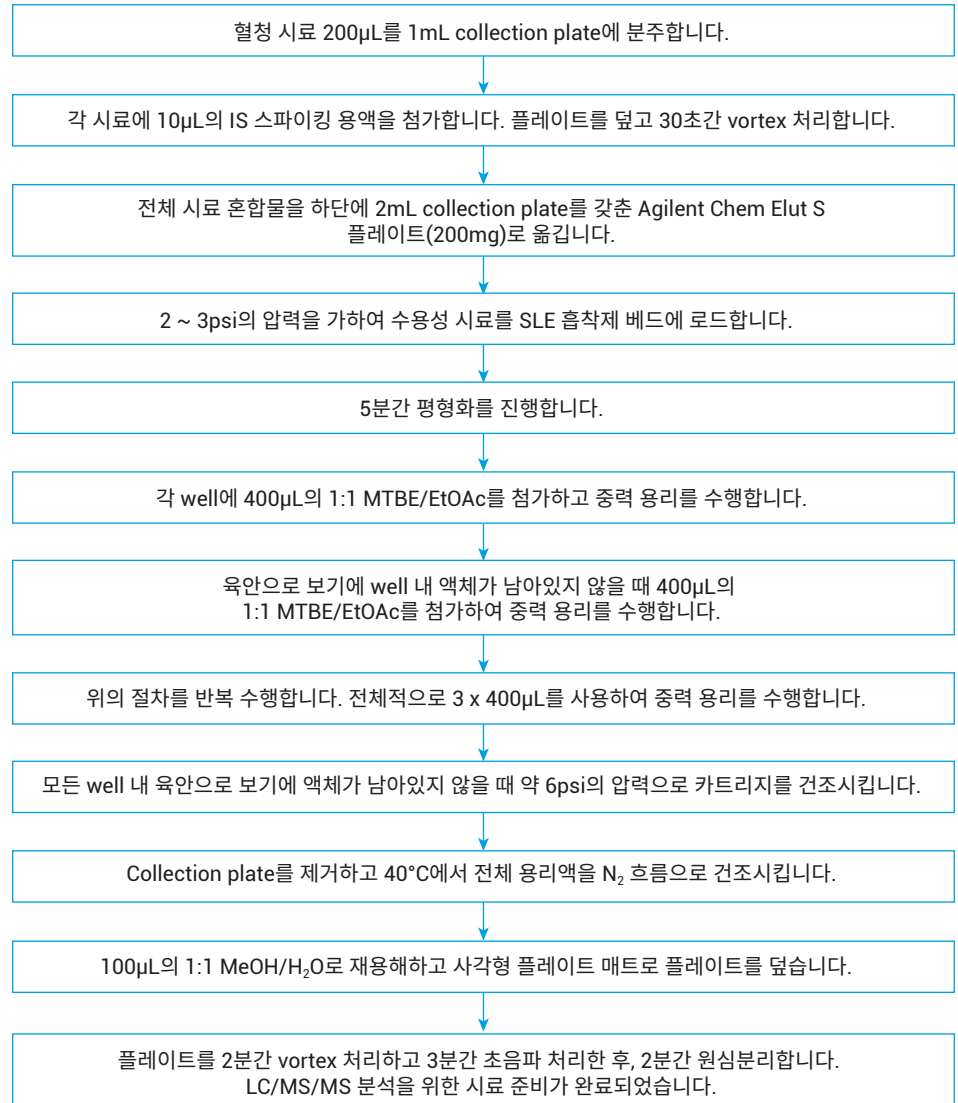 혈청 시료 200µL를 1mL collection plate에 분주합니다.
각 시료에 10µL의 IS 스파이킹 용액을 첨가합니다. 플레이트를 덮고 30초간 vortex 처리합니다.
전체 시료 혼합물을 하단에 2mL collection plate를 갖춘 Agilent Chem Elut S
플레이트(200mg)로 옮깁니다.
2 ~ 3psi의 압력을 가하여 수용성 시료를 SLE 흡착제 베드에 로드합니다.
5분간 평형화를 진행합니다.
각 well에 400µL의 1:1 MTBE/EtOAc를 첨가하고 중력 용리를 수행합니다.
육안으로 보기에 well 내 액체가 남아있지 않을 때 400µL의
1:1 MTBE/EtOAc를 첨가하여 중력 용리를 수행합니다.
위의 절차를 반복 수행합니다. 전체적으로 3 x 400µL를 사용하여 중력 용리를 수행합니다.
모든 well 내 육안으로 보기에 액체가 남아있지 않을 때 약 6psi의 압력으로 카트리지를 건조시킵니다.
Collection plate를 제거하고 40°C에서 전체 용리액을 N₂ 흐름으로 건조시킵니다.
100µL의 1:1 MeOH/H₂O로 재용해하고 사각형 플레이트 매트로 플레이트를 덮습니다.
플레이트를 2분간 vortex 처리하고 3분간 초음파 처리한 후, 2분간 원심분리합니다.
LC/MS/MS 분석을 위한 시료 준비가 완료되었습니다.